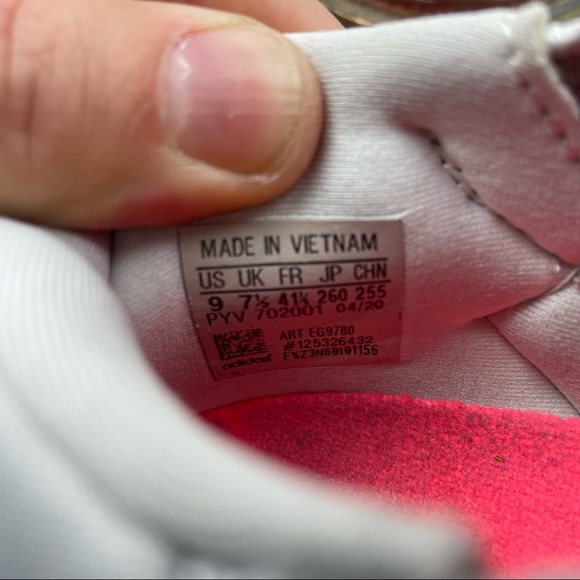 MADE IN VIETNAM
US UK FR JP CHN
9 7½ 41⅓ 260 255
PYV 702001 04/20
ART EG9780
#125326432
adidas